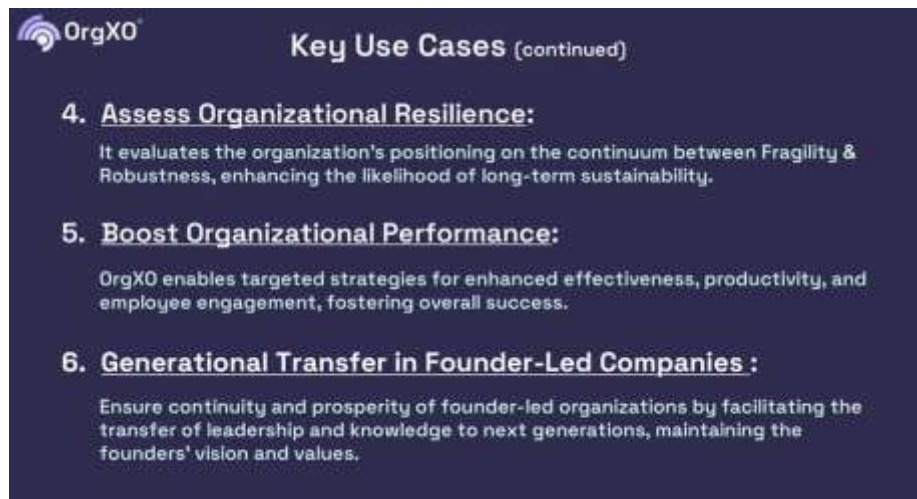 OrgXO
Key Use Cases (continued)
4. Assess Organizational Resilience:
It evaluates the organization's positioning on the continuum between Fragility &
Robustness, enhancing the likelihood of long-term sustainability.
5. Boost Organizational Performance:
OrgXO enables targeted strategies for enhanced effectiveness, productivity, and
employee engagement, fostering overall success.
6. Generational Transfer in Founder-Led Companies :
Ensure continuity and prosperity of founder-led organizations by facilitating the
transfer of leadership and knowledge to next generations, maintaining the
founders' vision and values.